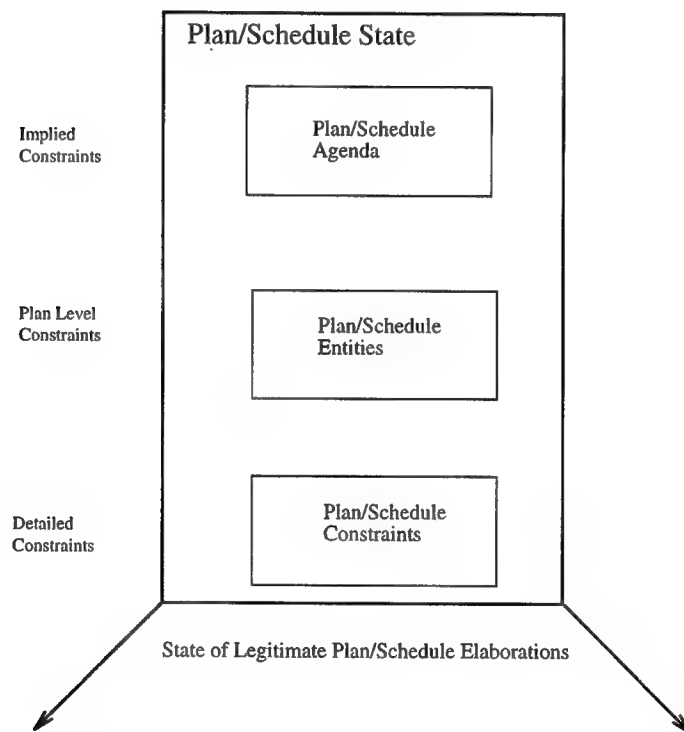 Plan/Schedule State
Implied
Constraints
Plan/Schedule
Agenda
Plan Level
Constraints
Plan/Schedule
Entities
Detailed
Constraints
Plan/Schedule
Constraints
State of Legitimate Plan/Schedule Elaborations